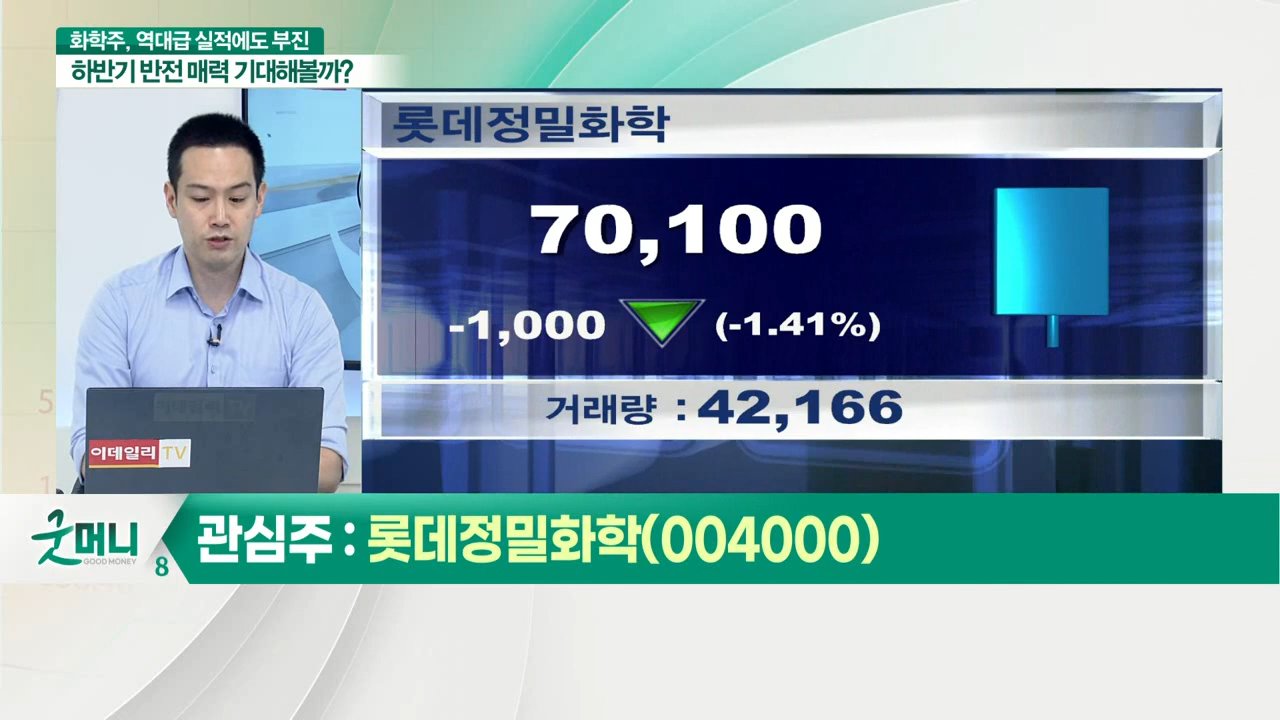 화학주, 역대급 실적에도 부진
하반기 반전 매력 기대해볼까?
롯데정밀화학
70,100
-1,000 (-1.41%)
거래량 : 42,166
이데일리 TV
5
1
굿머니
GOOD MONEY
8
관심주 : 롯데정밀화학(004000)